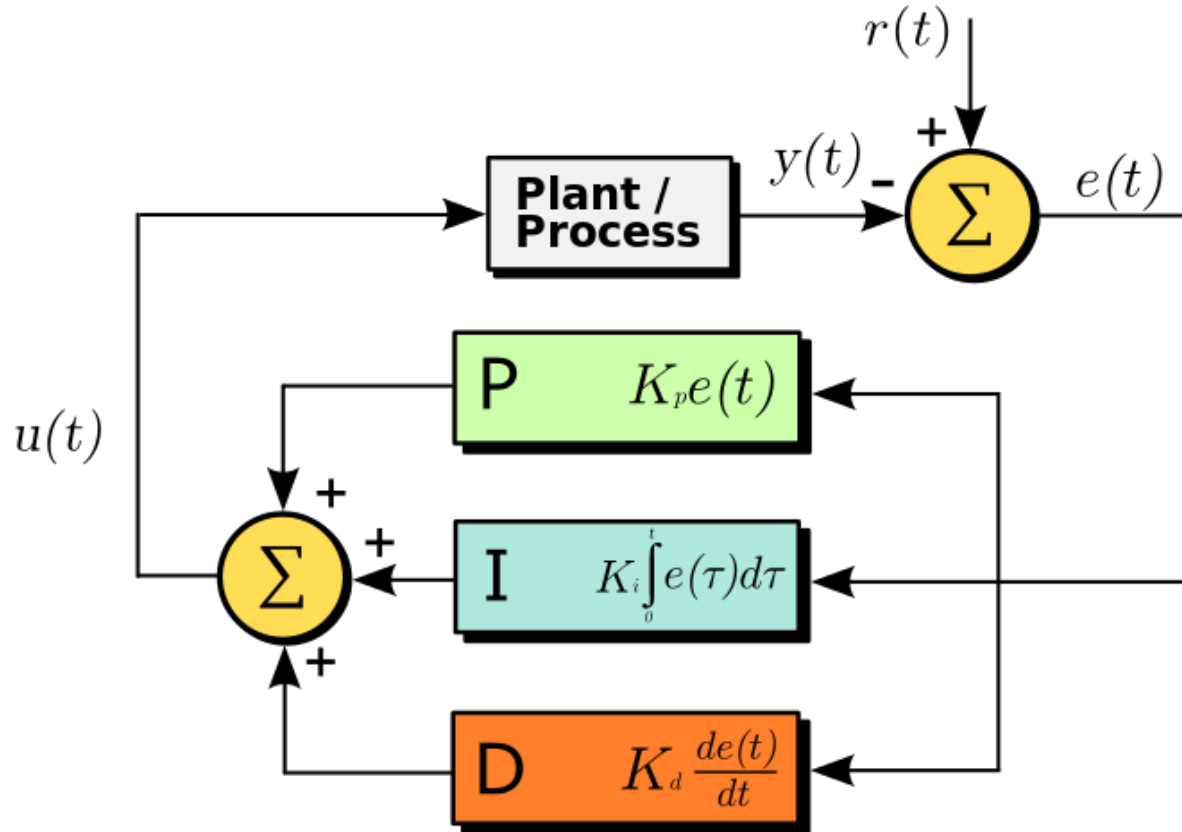 r(t)
+
y(t)
-
Σ
e(t)
Plant /
Process
P K_p e(t)
u(t)
+
+
Σ
I K_i ∫_0^t e(τ)dτ
+
D K_d de(t)/dt